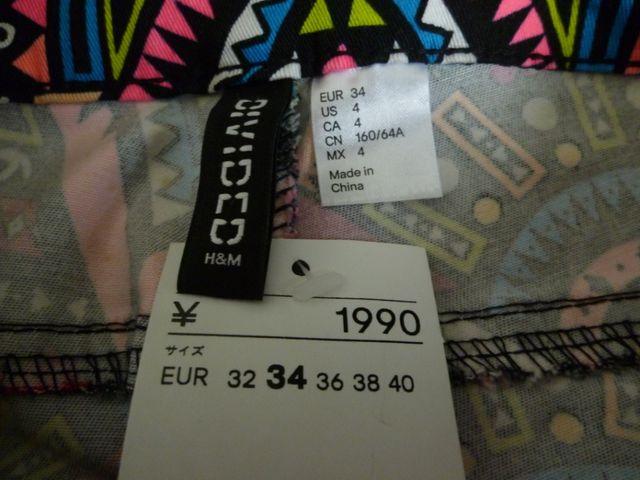 DIVIDED
H&M
EUR 34
US 4
CA 4
CN 160/64A
MX 4
Made in
China
¥ 1990
サイズ
EUR 32 34 36 38 40